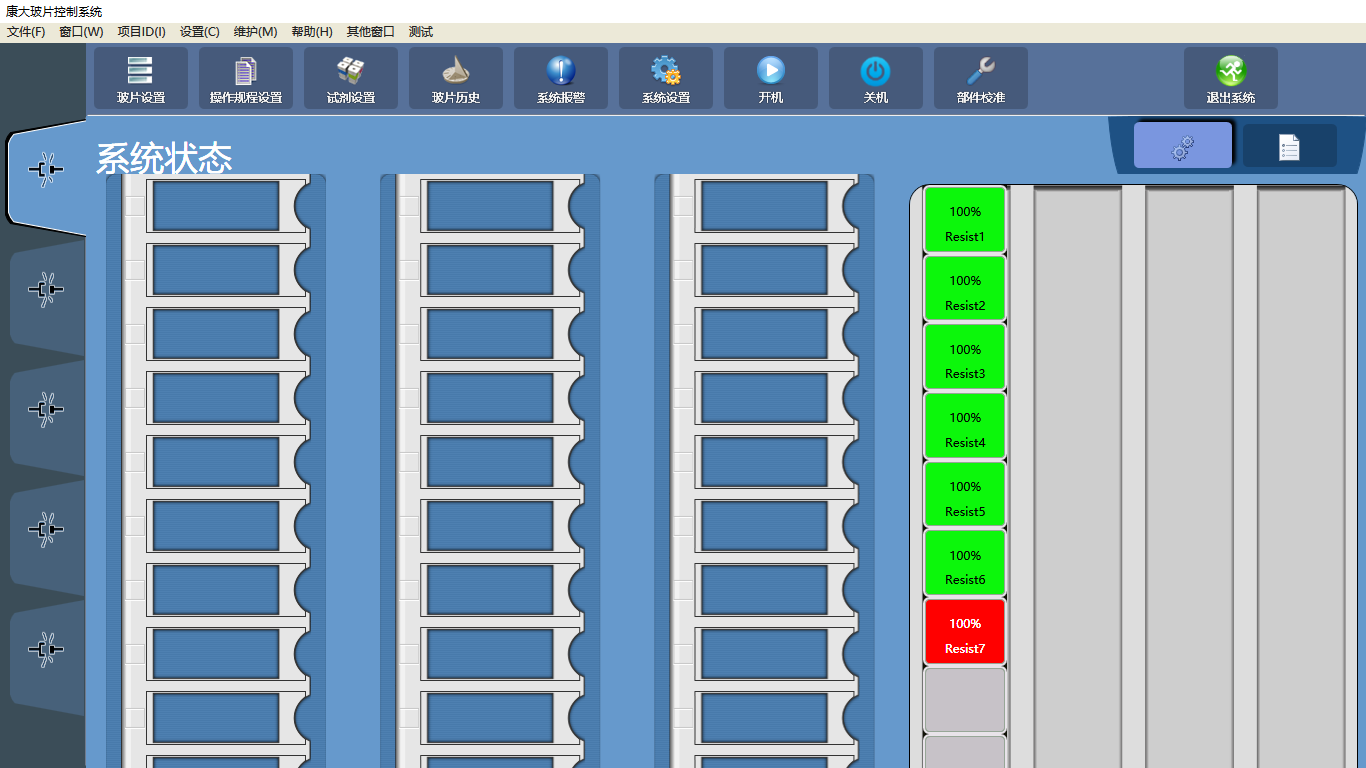 康大玻片控制系统
文件(F) 窗口(W) 项目ID(I) 设置(C) 维护(M) 帮助(H) 其他窗口 测试
玻片设置 操作规程设置 试剂设置 玻片历史 系统报警 系统设置 开机 关机 部件校准 退出系统
系统状态
100%
Resist1
100%
Resist2
100%
Resist3
100%
Resist4
100%
Resist5
100%
Resist6
100%
Resist7